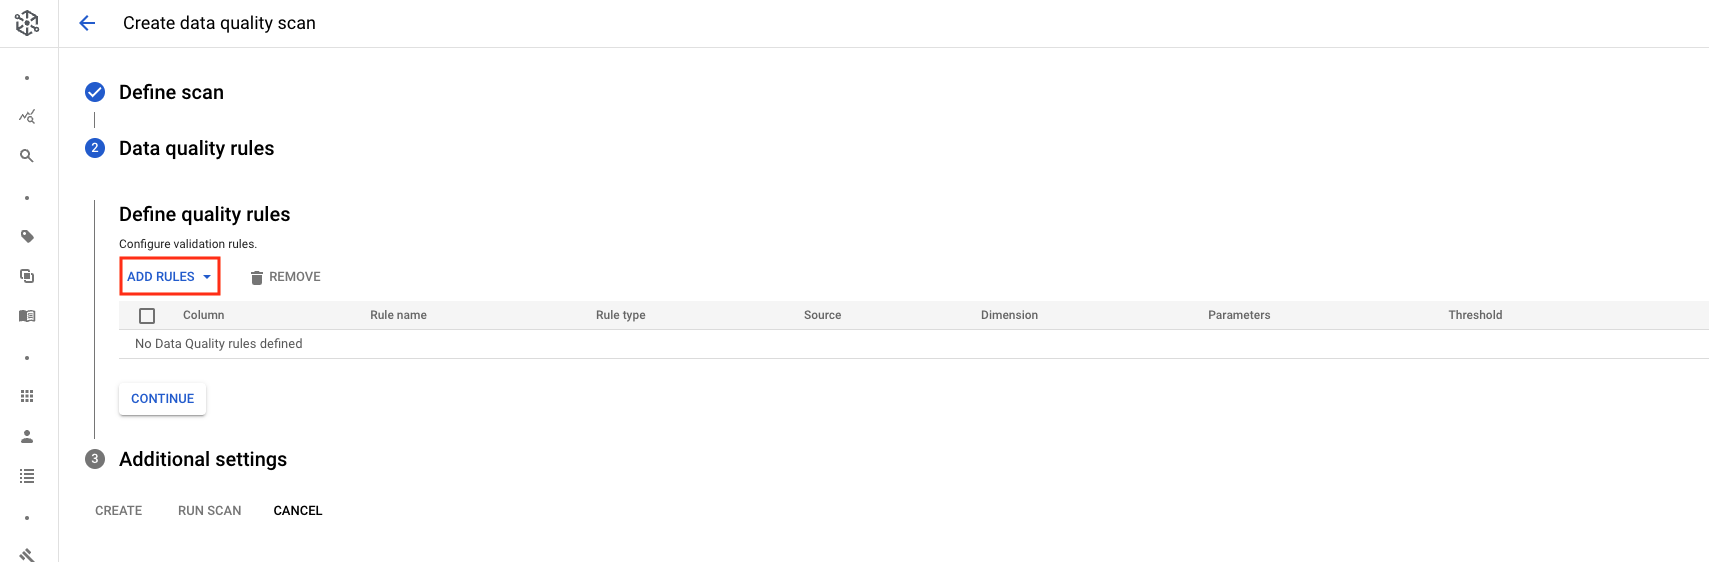 Create data quality scan
Define scan
2 Data quality rules
Define quality rules
Configure validation rules.
ADD RULES REMOVE
Column Rule name Rule type Source Dimension Parameters Threshold
No Data Quality rules defined
CONTINUE
3 Additional settings
CREATE RUN SCAN CANCEL